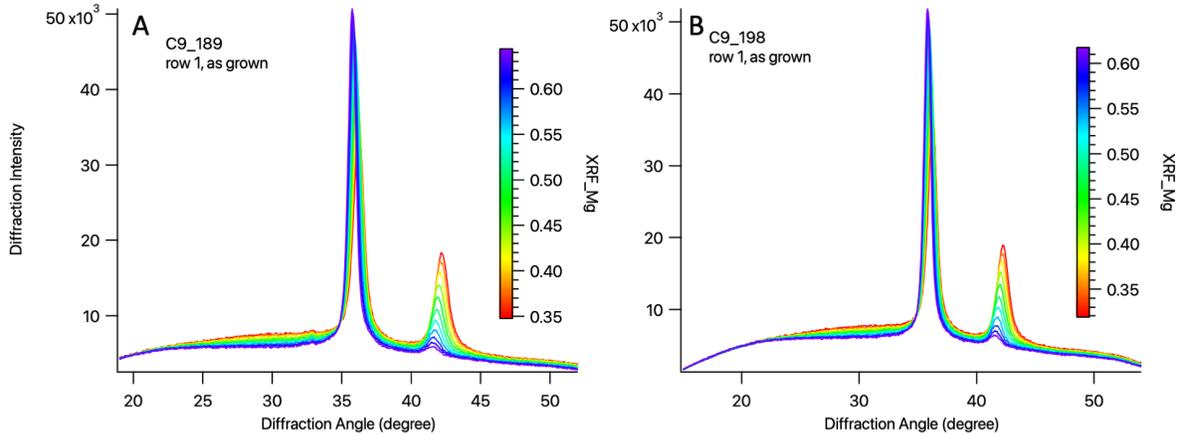 A
C9_189
row 1, as grown
Diffraction Intensity
50 x10³
40
30
20
10
20 25 30 35 40 45 50
Diffraction Angle (degree)
0.60
0.55
0.50
0.45
0.40
0.35
XRF_Mg
B
C9_198
row 1, as grown
50 x10³
40
30
20
10
20 30 40 50
Diffraction Angle (degree)
0.60
0.55
0.50
0.45
0.40
0.35
XRF_Mg